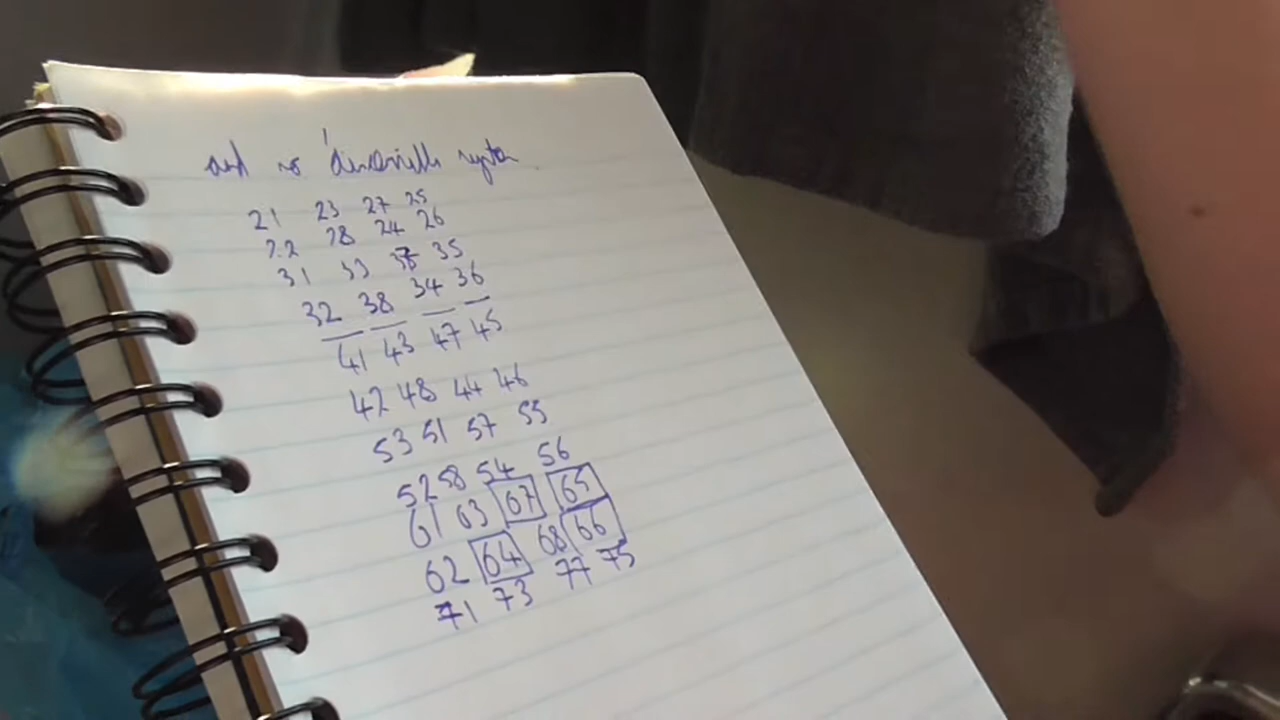 and no
21 23 27 25
22 28 24 26
31 33 35
32 38 34 36
41 43 47 45
42 48 44 46
53 51 57 55
52 58 54 56
61 63 67 65
62 64 68 66
71 73 77 75